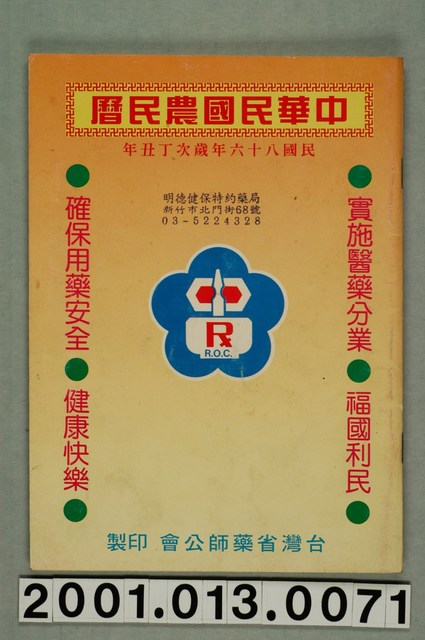 中華民國農民曆
民國八十六年歲次丁丑年
明德健保特約藥局
新竹市北門街68號
03-5224328
實施醫藥分業
福國利民
確保用藥安全
健康快樂
R
R.O.C.
台灣省藥師公會 印製
2001.013.0071